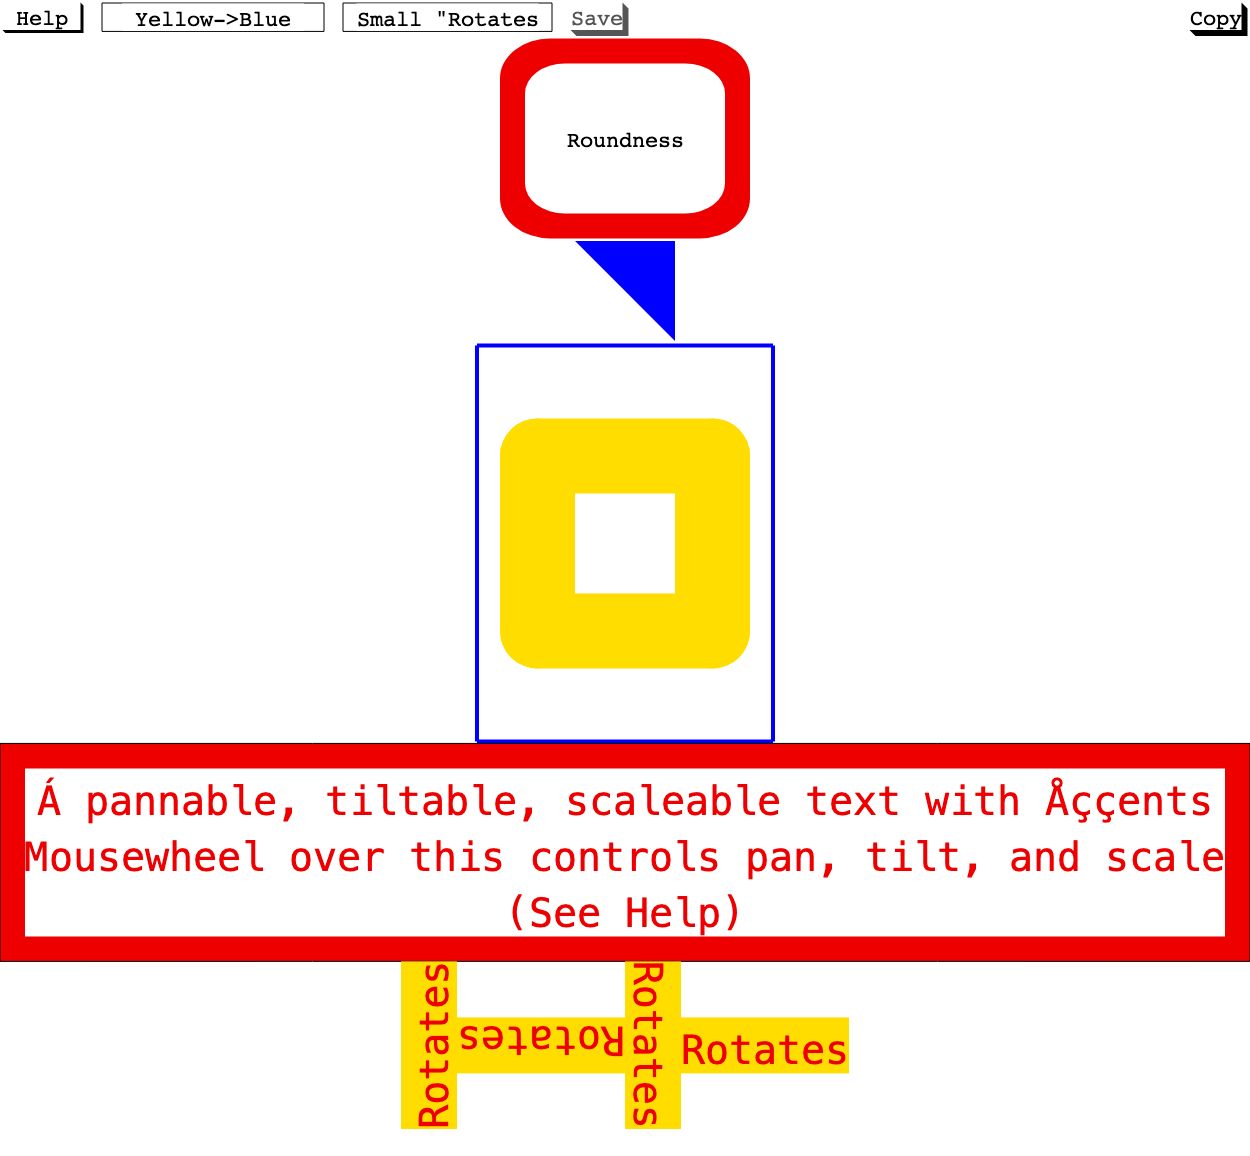 Help
Yellow->Blue
Small "Rotates
Save
Copy
Roundness
Á pannable, tiltable, scaleable text with Åççents
Mousewheel over this controls pan, tilt, and scale
(See Help)
Rotates
Rotates
Rotates
Rotates